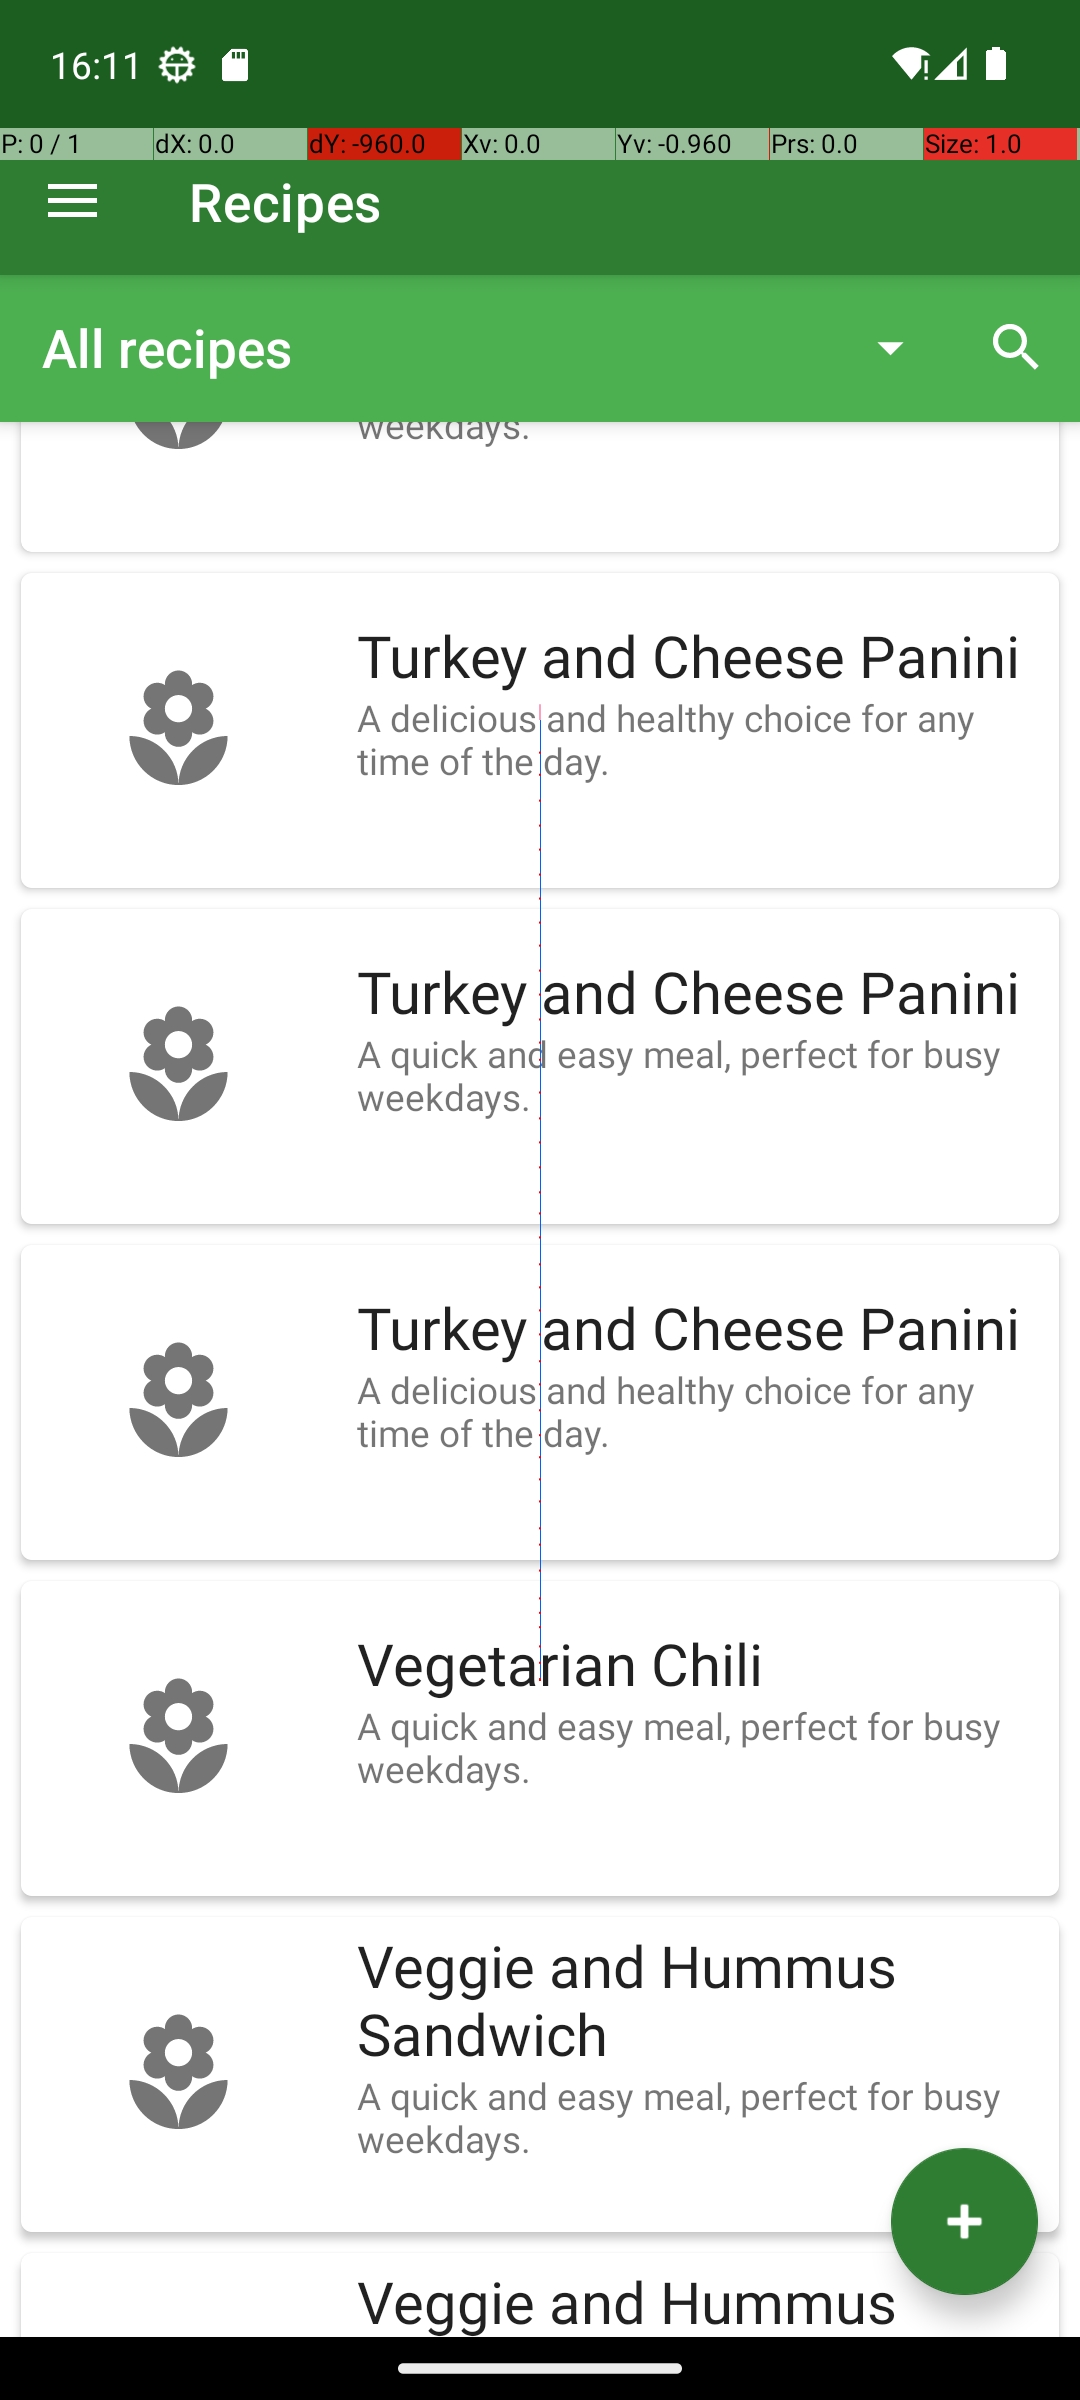 16:11
P: 0 / 1 dX: 0.0 dY: -960.0 Xv: 0.0 Yv: -0.960 Prs: 0.0 Size: 1.0
Recipes
All recipes
weekdays.
Turkey and Cheese Panini
A delicious and healthy choice for any
time of the day.
Turkey and Cheese Panini
A quick and easy meal, perfect for busy
weekdays.
Turkey and Cheese Panini
A delicious and healthy choice for any
time of the day.
Vegetarian Chili
A quick and easy meal, perfect for busy
weekdays.
Veggie and Hummus
Sandwich
A quick and easy meal, perfect for busy
weekdays.
Veggie and Hummus